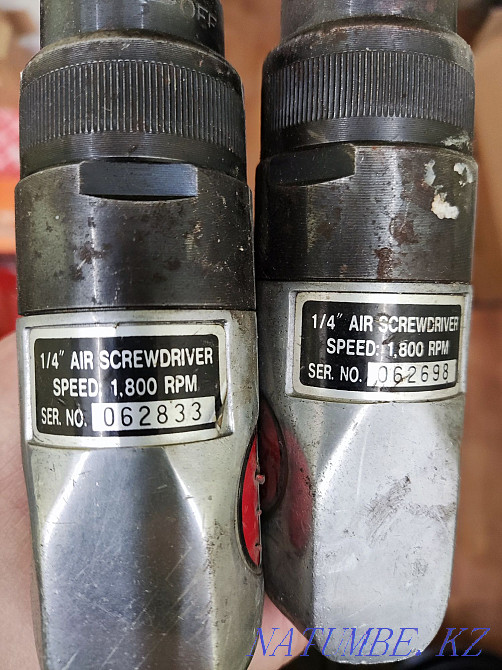 OFF
1/4" AIR SCREWDRIVER
SPEED: 1,800 RPM
SER. NO. 062833
1/4" AIR SCREWDRIVER
SPEED: 1,800 RPM
SER. NO. 062698
NATUMBE.KZ